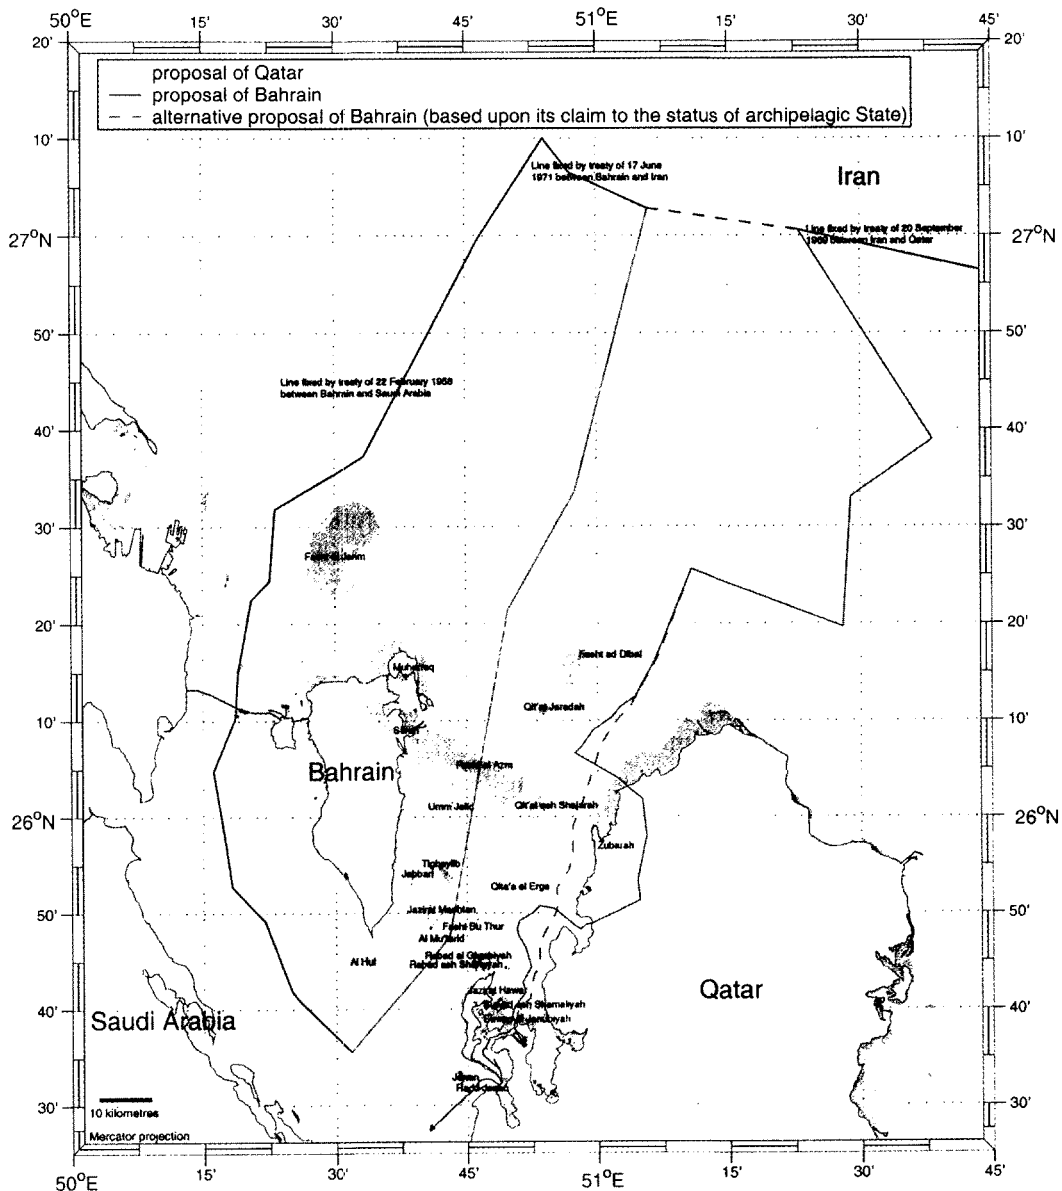 50°E 15' 30' 45' 51°E 15' 30' 45'
20' 20'
proposal of Qatar
proposal of Bahrain
alternative proposal of Bahrain (based upon its claim to the status of archipelagic State)
10' 10'
Line fixed by treaty of 17 June
1971 between Bahrain and Iran
Iran
Line fixed by treaty of 20 September
1969 between Iran and Qatar
27°N 27°N
50' 50'
Line fixed by treaty of 22 February 1958
between Bahrain and Saudi Arabia
40' 40'
30' 30'
20' 20'
Fasht ad Dibal
Muharraq
Qit'at Jaradah
10' 10'
Sitrah
Bahrain
Umm Jalid
Qit'at ash Shajarah
26°N 26°N
Zubarah
Tighaylib
Jabbari
Qita'a el Erge
Jazirat Mashtan
50' 50'
Fasht Bu Thur
Al Mu'tarid
Rabad al Gharbiyah
Rabad ash Sharqiyah
Al Hul
Jazirat Hawar
Qatar
40' 40'
Saudi Arabia
Janan
30' 30'
10 kilometres
Mercator projection
50°E 15' 30' 45' 51°E 15' 30' 45'